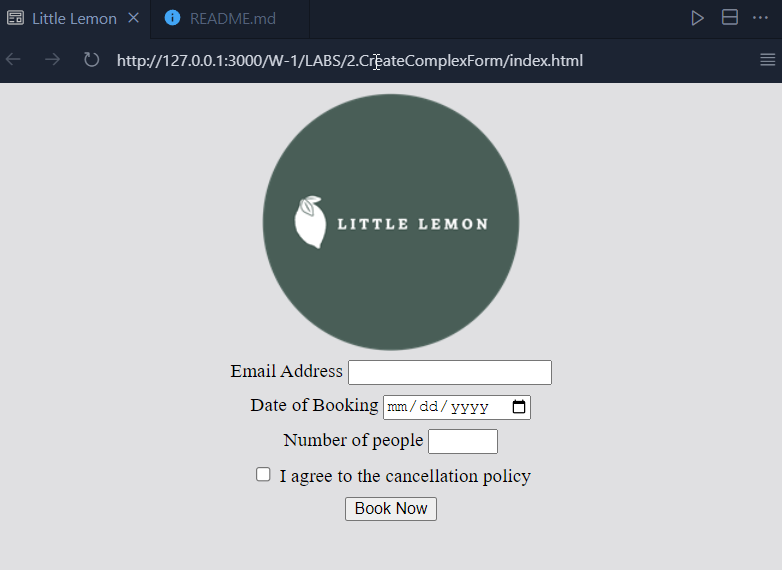 Little Lemon
README.md
http://127.0.0.1:3000/W-1/LABS/2.CreateComplexForm/index.html
LITTLE LEMON
Email Address
Date of Booking mm/dd/yyyy
Number of people
I agree to the cancellation policy
Book Now